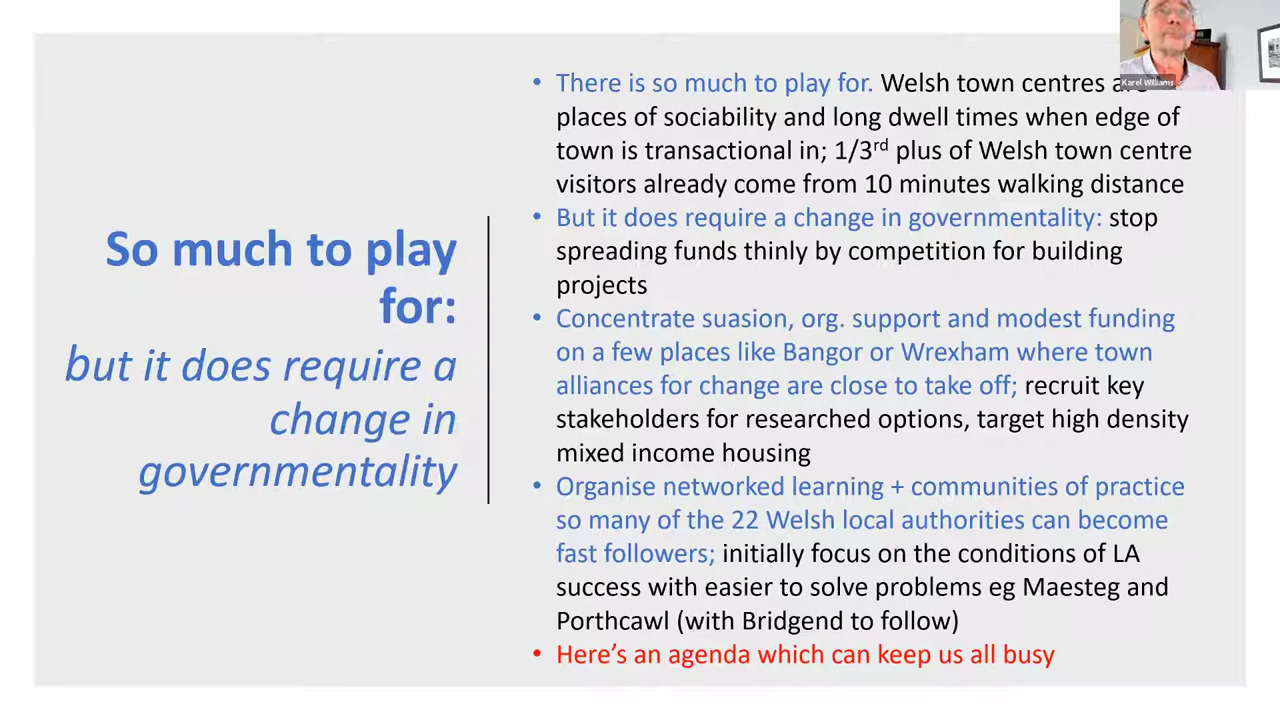 So much to play
for:
but it does require a
change in
governmentality
• There is so much to play for. Welsh town centres are
places of sociability and long dwell times when edge of
town is transactional in; 1/3rd plus of Welsh town centre
visitors already come from 10 minutes walking distance
• But it does require a change in governmentality: stop
spreading funds thinly by competition for building
projects
• Concentrate suasion, org. support and modest funding
on a few places like Bangor or Wrexham where town
alliances for change are close to take off; recruit key
stakeholders for researched options, target high density
mixed income housing
• Organise networked learning + communities of practice
so many of the 22 Welsh local authorities can become
fast followers; initially focus on the conditions of LA
success with easier to solve problems eg Maesteg and
Porthcawl (with Bridgend to follow)
• Here's an agenda which can keep us all busy
Karel Williams